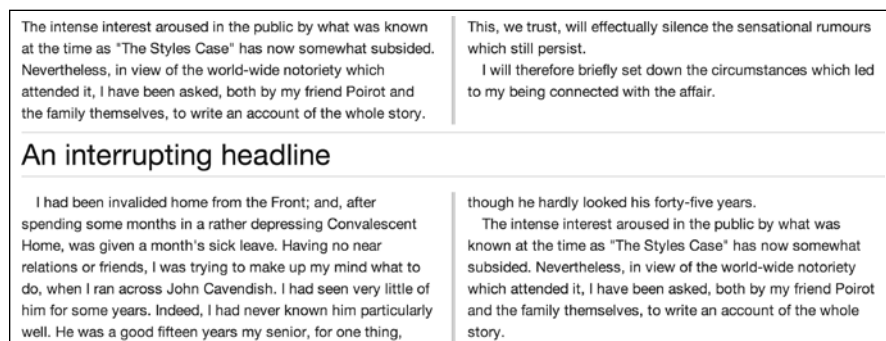 The intense interest aroused in the public by what was known
at the time as "The Styles Case" has now somewhat subsided.
Nevertheless, in view of the world-wide notoriety which
attended it, I have been asked, both by my friend Poirot and
the family themselves, to write an account of the whole story.
This, we trust, will effectually silence the sensational rumours
which still persist.
I will therefore briefly set down the circumstances which led
to my being connected with the affair.
An interrupting headline
I had been invalided home from the Front; and, after
spending some months in a rather depressing Convalescent
Home, was given a month's sick leave. Having no near
relations or friends, I was trying to make up my mind what to
do, when I ran across John Cavendish. I had seen very little of
him for some years. Indeed, I had never known him particularly
well. He was a good fifteen years my senior, for one thing,
though he hardly looked his forty-five years.
The intense interest aroused in the public by what was
known at the time as "The Styles Case" has now somewhat
subsided. Nevertheless, in view of the world-wide notoriety
which attended it, I have been asked, both by my friend Poirot
and the family themselves, to write an account of the whole
story.